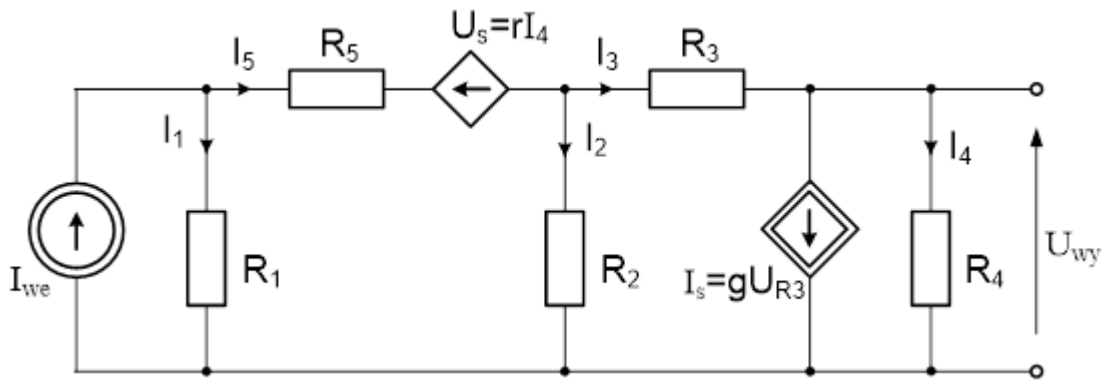 Uₛ=rI₄
I₅
R₅
I₃
R₃
I₁
I₂
I₄
Iwe
R₁
R₂
Iₛ=gUR3
R₄
Uwy